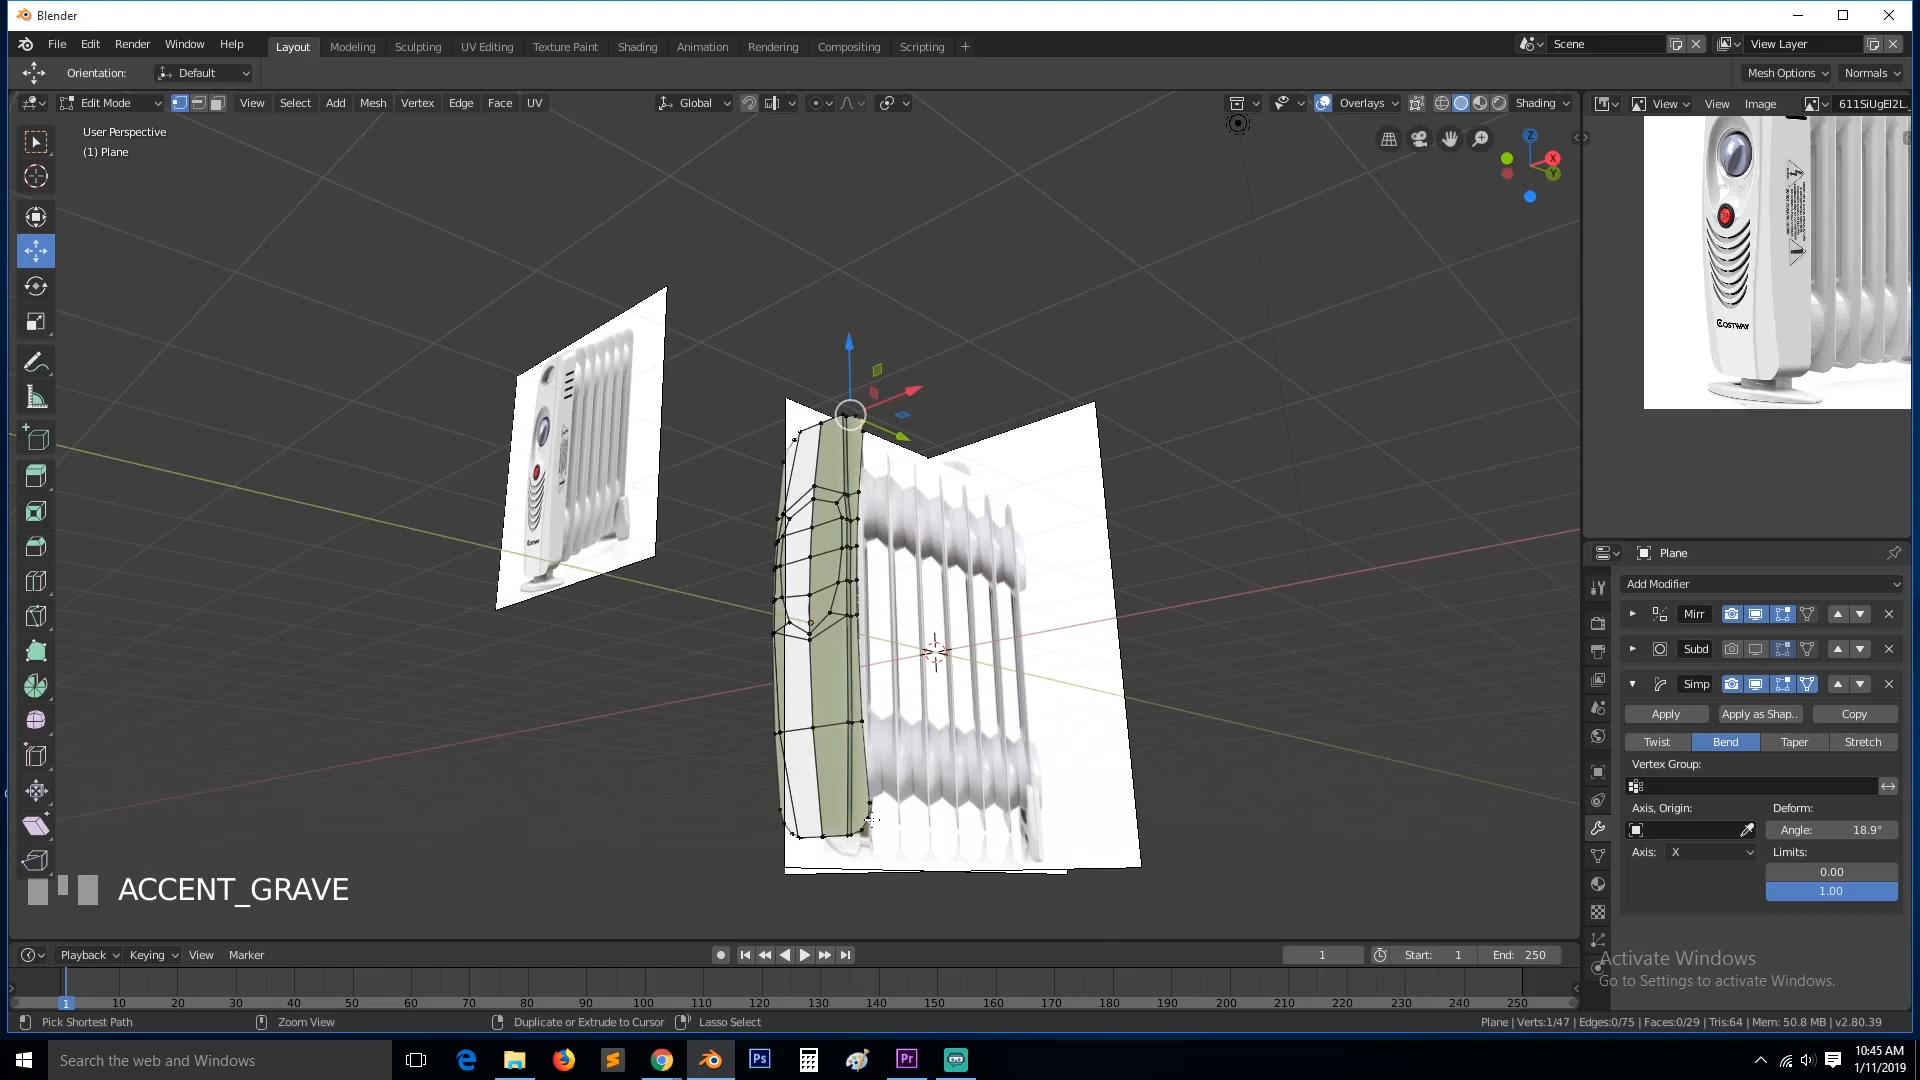 Blender
File Edit Render Window Help
Layout Modeling Sculpting UV Editing Texture Paint Shading Animation Rendering Compositing Scripting +
Scene
View Layer
Orientation: Default
Mesh Options Normals
Edit Mode View Select Add Mesh Vertex Edge Face UV
Global
Overlays
Shading
View View Image 611SiUgEl2L._
User Perspective
(1) Plane
Z
X
Y
COSTWAY
Plane
Add Modifier
Mirr
Subd
Simp
Apply Apply as Shap.. Copy
Twist Bend Taper Stretch
Vertex Group:
Axis, Origin: Deform:
Angle: 18.9°
Axis: X Limits:
0.00
1.00
ACCENT_GRAVE
Playback Keying View Marker
1
Start: 1 End: 250
1 10 20 30 40 50 60 70 80 90 100 110 120 130 140 150 160 170 180 190 200 210 220 230 240 250
Activate Windows
Go to Settings to activate Windows.
Pick Shortest Path Zoom View Duplicate or Extrude to Cursor Lasso Select
Plane | Verts:1/47 | Edges:0/75 | Faces:0/29 | Tris:64 | Mem: 50.8 MB | v2.80.39
Search the web and Windows
Ps
Pr
10:45 AM
1/11/2019